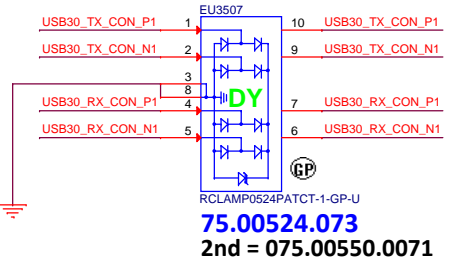 EU3507
USB30_TX_CON_P1 1 10 USB30_TX_CON_P1
USB30_TX_CON_N1 2 9 USB30_TX_CON_N1
3
8
DY
USB30_RX_CON_P1 4 7 USB30_RX_CON_P1
USB30_RX_CON_N1 5 6 USB30_RX_CON_N1
GP
RCLAMP0524PATCT-1-GP-U
75.00524.073
2nd = 075.00550.0071